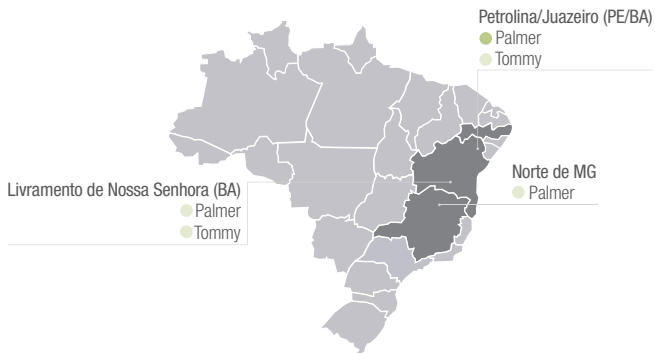 Petrolina/Juazeiro (PE/BA)
Palmer
Tommy
Norte de MG
Palmer
Livramento de Nossa Senhora (BA)
Palmer
Tommy